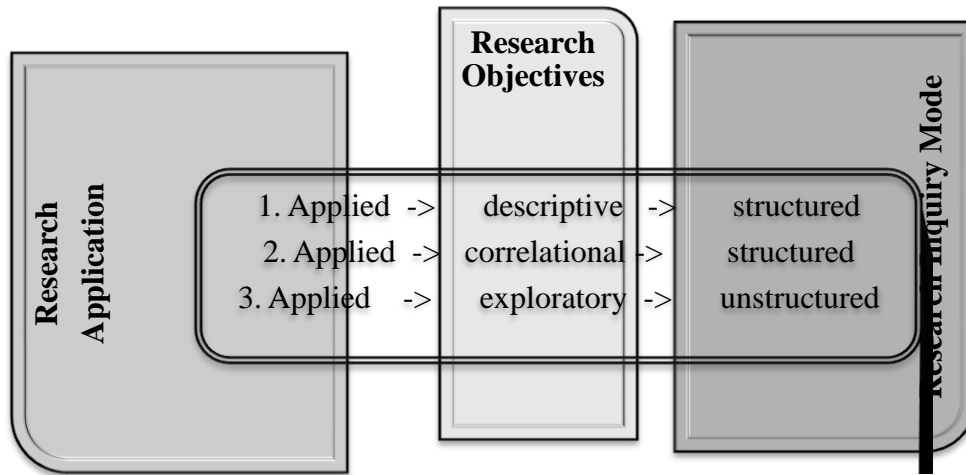 Research
Application
Research
Objectives
Research Inquiry Mode
1. Applied -> descriptive -> structured
2. Applied -> correlational -> structured
3. Applied -> exploratory -> unstructured